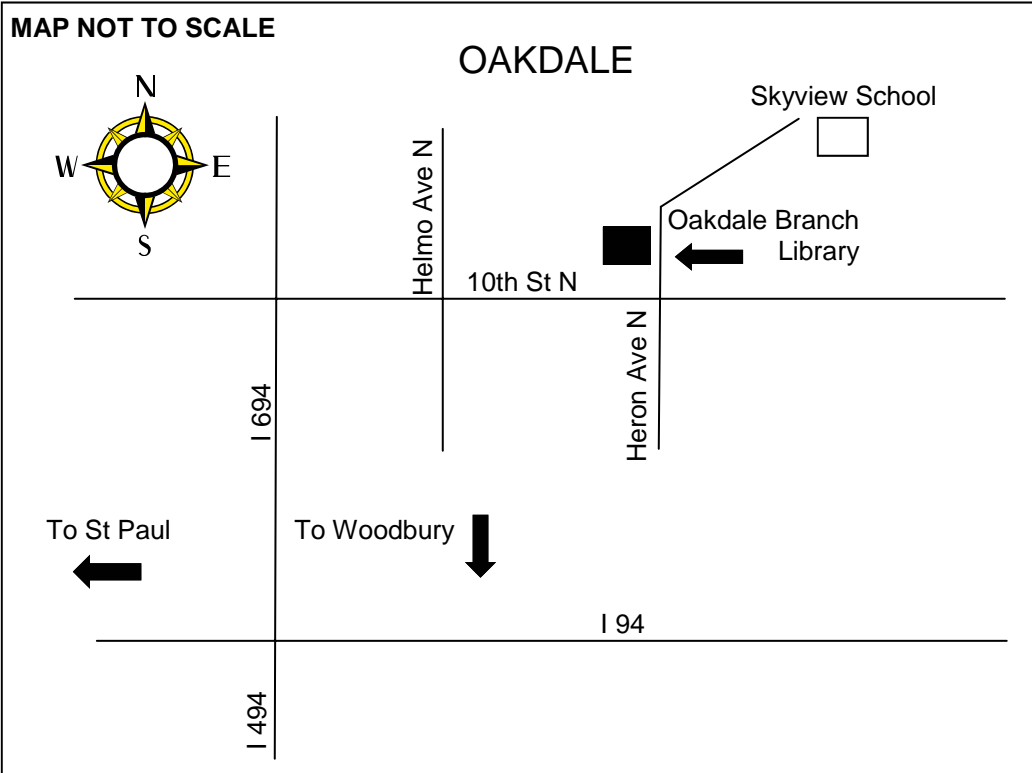 MAP NOT TO SCALE
OAKDALE
N
W
E
S
Skyview School
Helmo Ave N
Oakdale Branch
Library
10th St N
Heron Ave N
I 694
To St Paul
To Woodbury
I 94
I 494